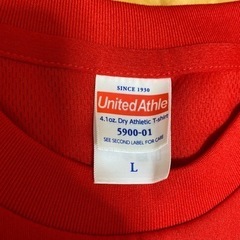 SINCE 1930
United Athle
4.1oz. Dry Athletic T-shirts
5900-01
SEE SECOND LABEL FOR CARE
L